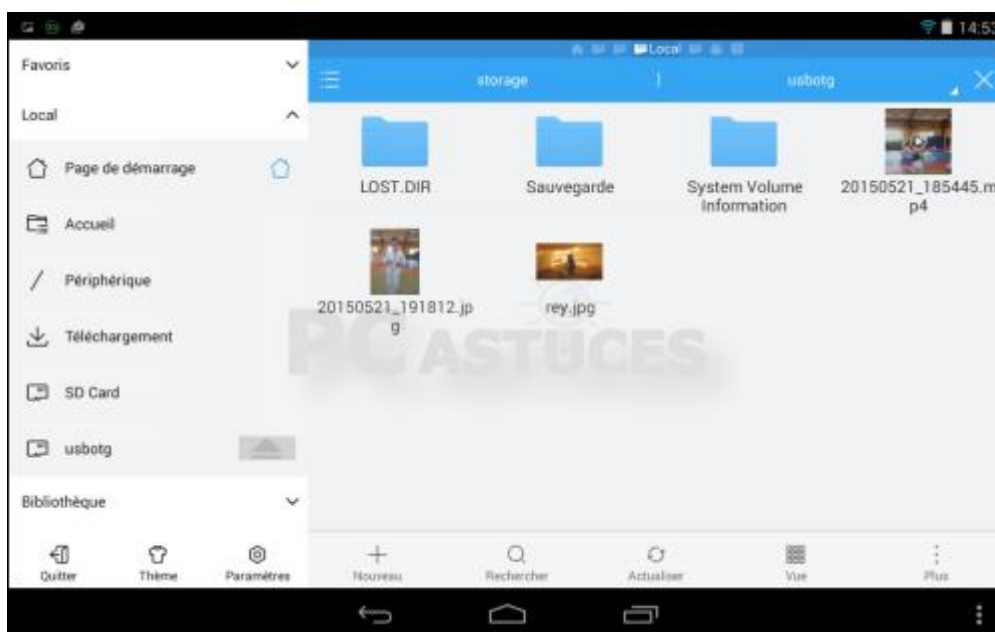 14:53
Favoris
Local
Page de démarrage
Accueil
Périphérique
Téléchargement
SD Card
usbotg
Bibliothèque
Quitter
Thème
Paramètres
Local
storage
usbotg
LOST.DIR
Sauvegarde
System Volume
Information
20150521_185445.m
p4
20150521_191812.jp
g
rey.jpg
PC ASTUCES
Nouveau
Rechercher
Actualiser
Vue
Plus